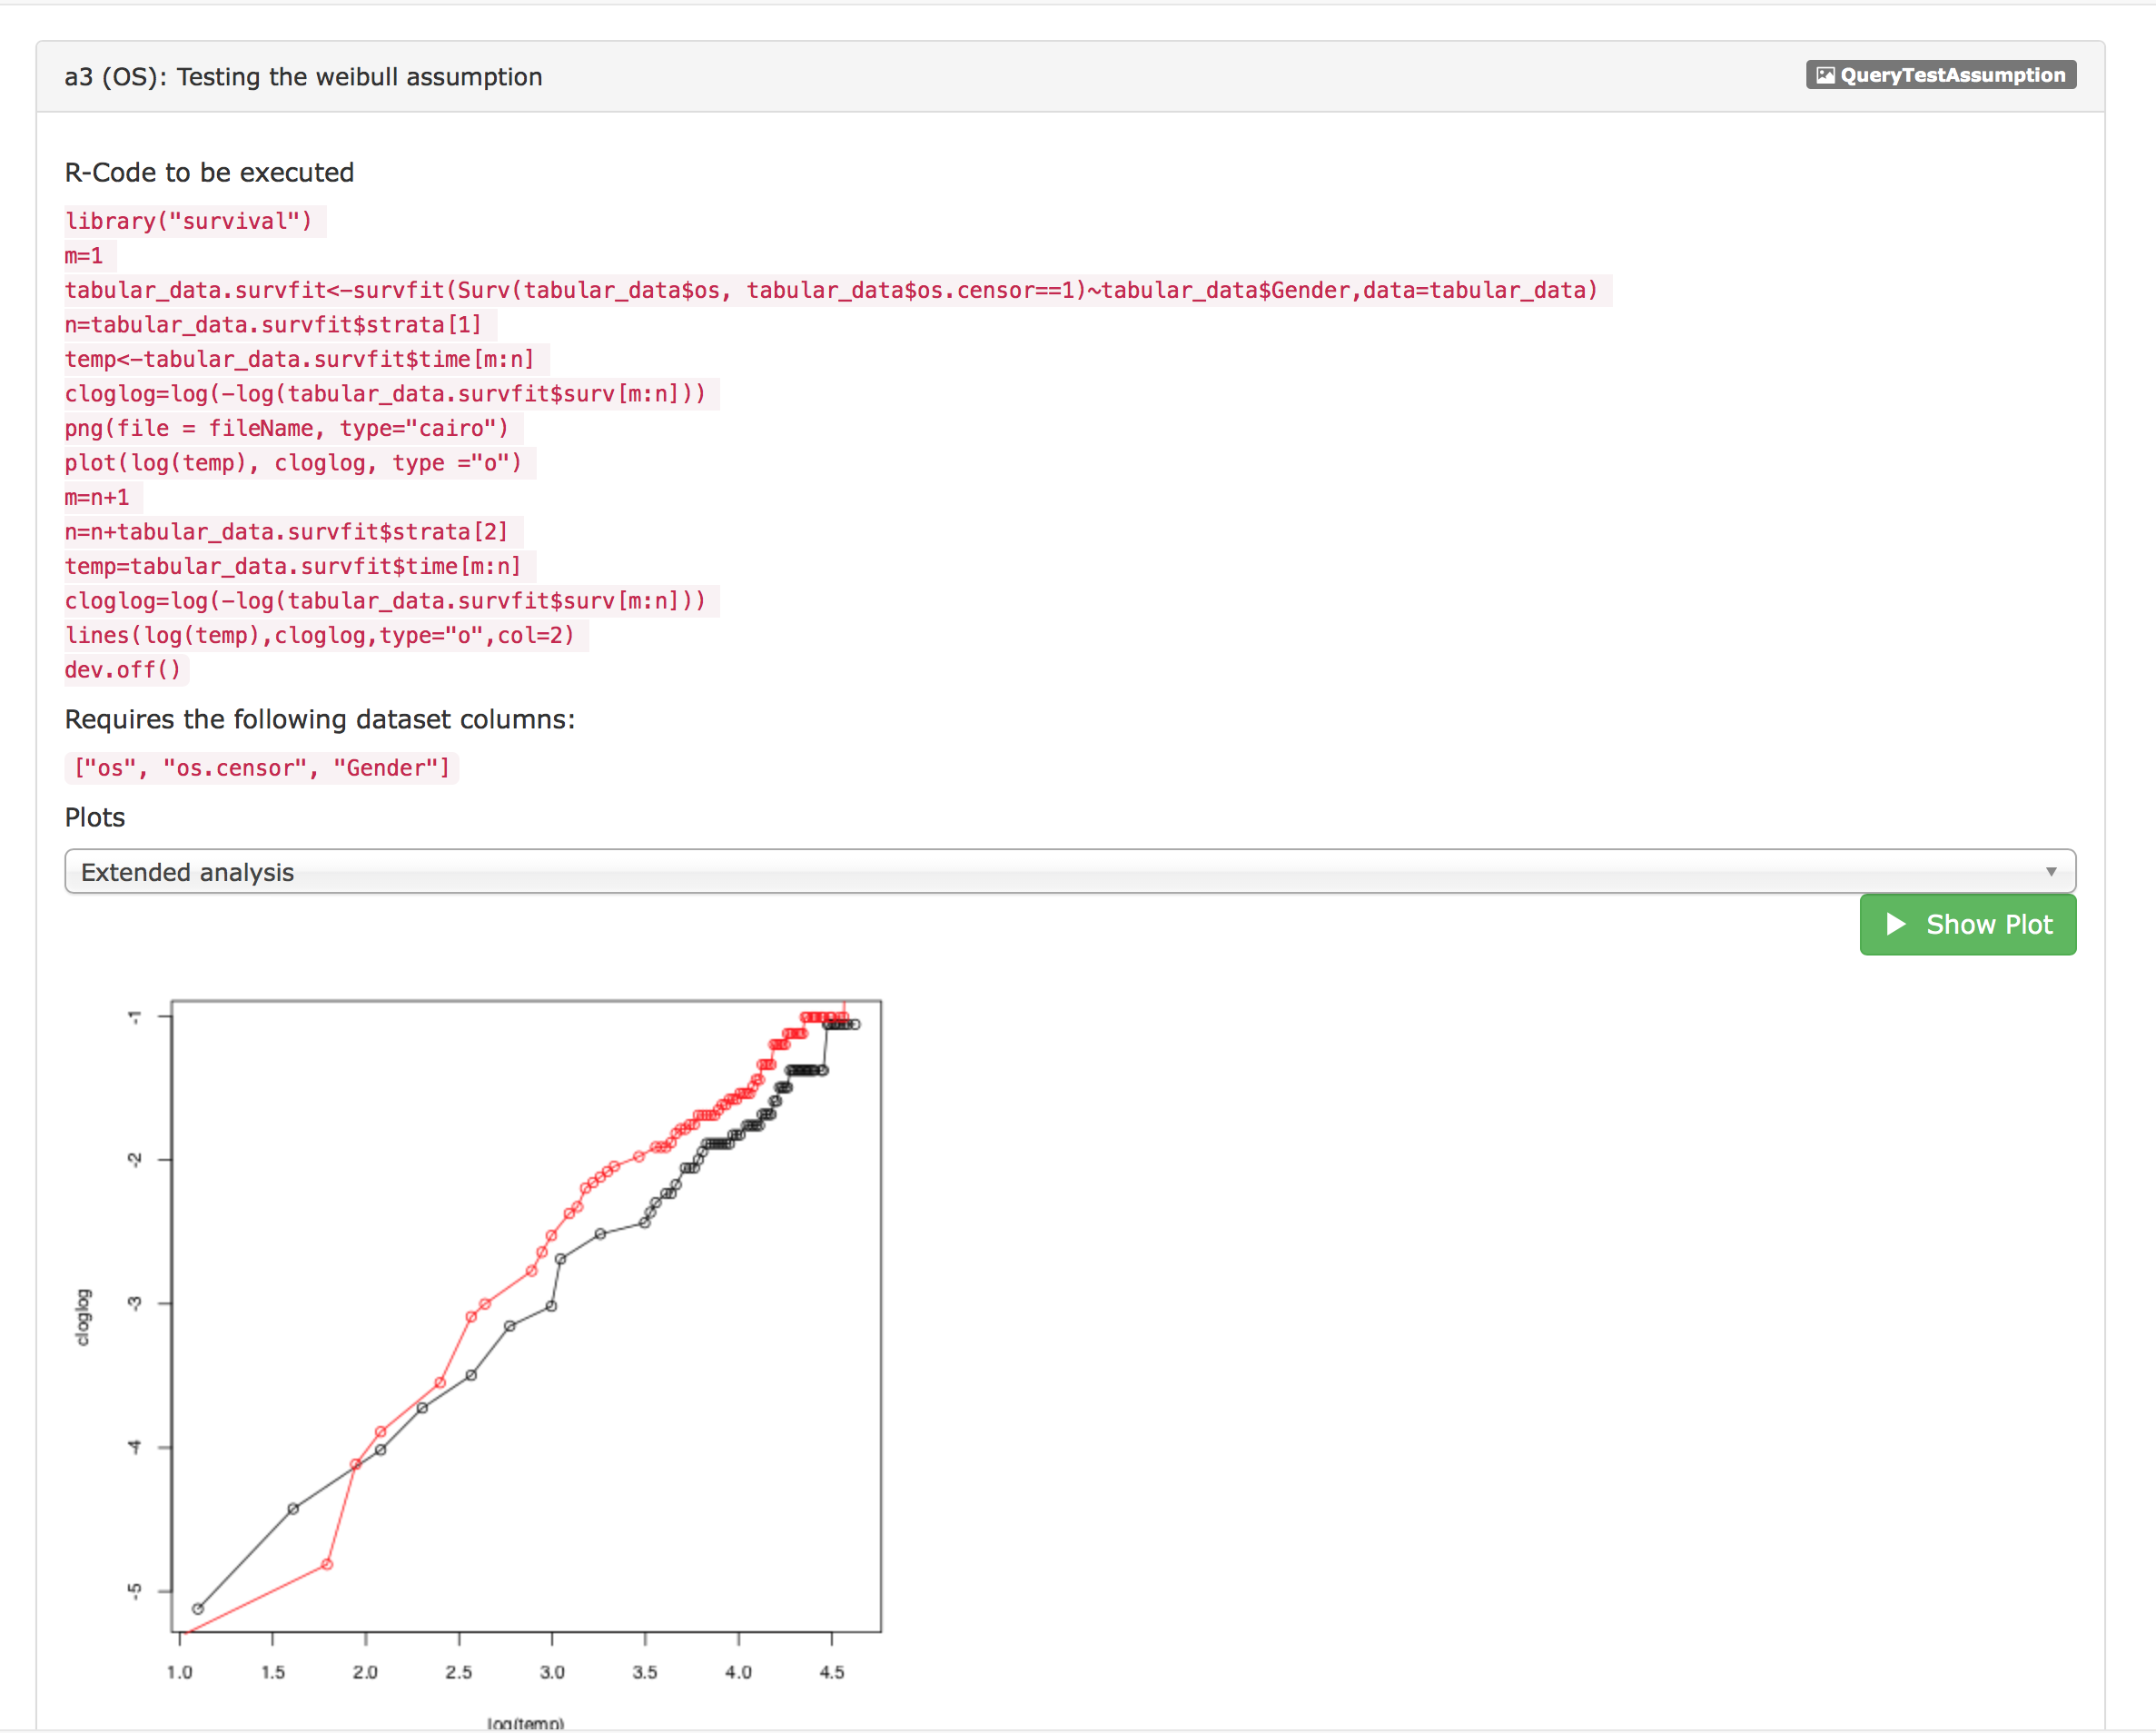 a3 (OS): Testing the weibull assumption
QueryTestAssumption
R-Code to be executed
library("survival")
m=1
tabular_data.survfit<-survfit(Surv(tabular_data$os, tabular_data$os.censor==1)~tabular_data$Gender,data=tabular_data)
n=tabular_data.survfit$strata[1]
temp<-tabular_data.survfit$time[m:n]
cloglog=log(-log(tabular_data.survfit$surv[m:n]))
png(file = fileName, type="cairo")
plot(log(temp), cloglog, type ="o")
m=n+1
n=n+tabular_data.survfit$strata[2]
temp=tabular_data.survfit$time[m:n]
cloglog=log(-log(tabular_data.survfit$surv[m:n]))
lines(log(temp),cloglog,type="o",col=2)
dev.off()
Requires the following dataset columns:
["os", "os.censor", "Gender"]
Plots
Extended analysis
Show Plot
-1
-2
-3
-4
-5
cloglog
1.0 1.5 2.0 2.5 3.0 3.5 4.0 4.5
log(temp)